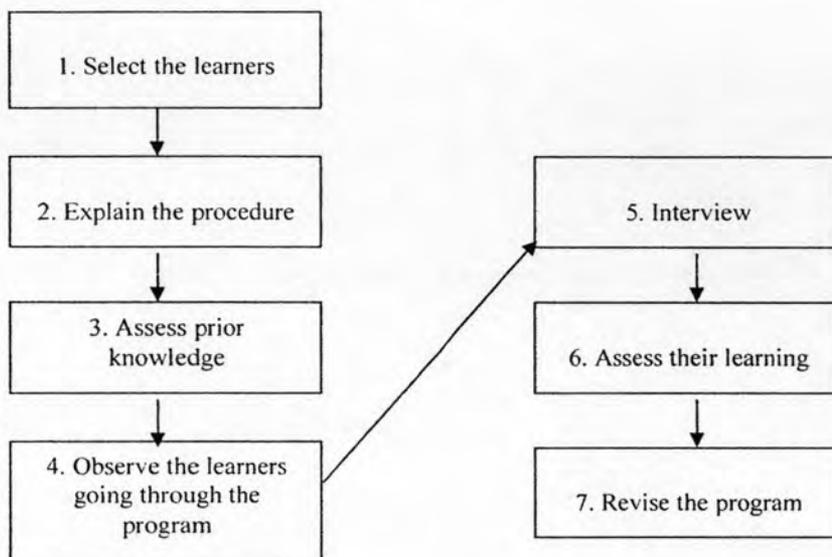 1. Select the learners
2. Explain the procedure
3. Assess prior
knowledge
4. Observe the learners
going through the
program
5. Interview
6. Assess their learning
7. Revise the program